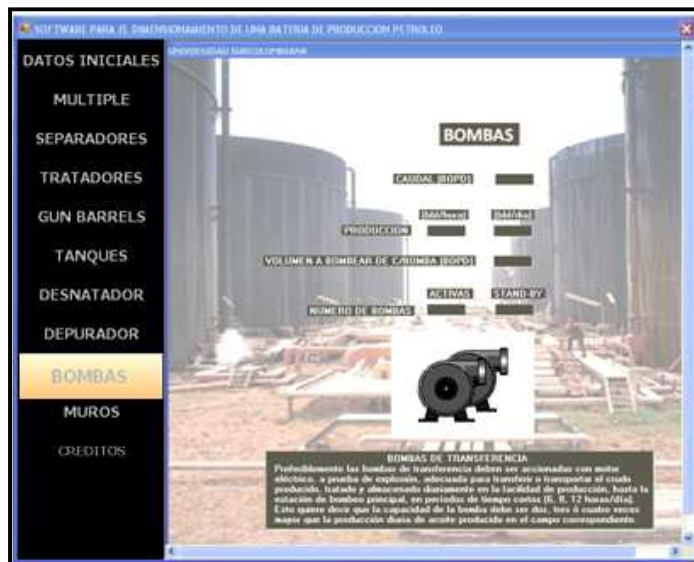 SOFTWARE PARA EL DIMENSIONAMIENTO DE UNA BATERIA DE PRODUCCION PETROLEO
UNIVERSIDAD SURCOLOMBIANA
DATOS INICIALES
MULTIPLE
SEPARADORES
TRATADORES
GUN BARRELS
TANQUES
DESNATADOR
DEPURADOR
BOMBAS
MUROS
CREDITOS
BOMBAS
CAUDAL (BOPD)
(bbl/hora) (bbl/dia)
PRODUCCION
VOLUMEN A BOMBEAR DE C/BOMBA (BOPD)
ACTIVAS STAND-BY
NUMERO DE BOMBAS
BOMBAS DE TRANSFERENCIA
Preferiblemente las bombas de transferencia deben ser accionadas con motor
eléctrico, a prueba de explosión, adecuada para transferir o transportar el crudo
producido, tratado y almacenado diariamente en la facilidad de producción, hasta la
estación de bombeo principal, en periodos de tiempo cortos (6, 8, 12 horas/día).
Esto quiere decir que la capacidad de la bomba debe ser dos, tres ó cuatro veces
mayor que la producción diaria de aceite producido en el campo correspondiente